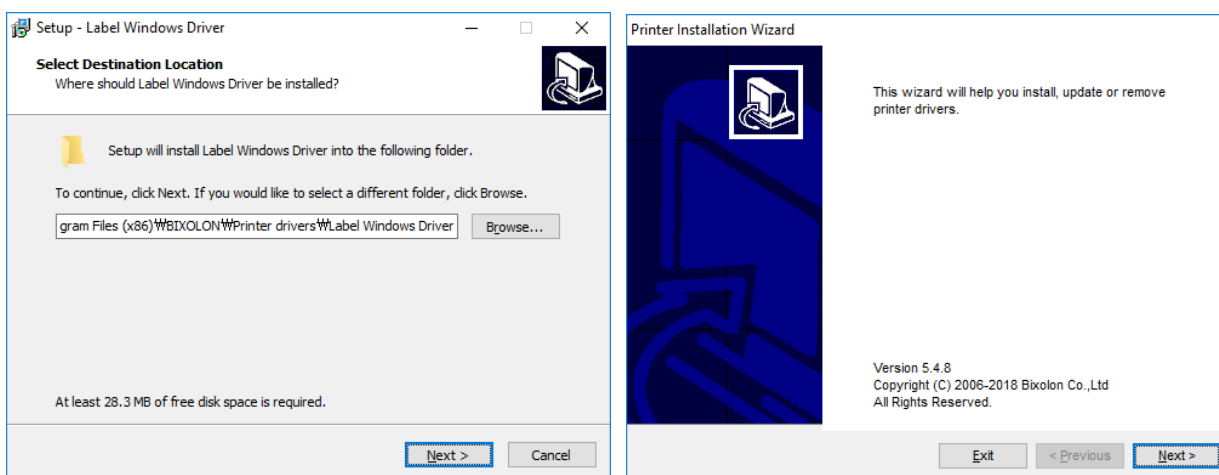 Setup - Label Windows Driver
Select Destination Location
Where should Label Windows Driver be installed?
Setup will install Label Windows Driver into the following folder.
To continue, click Next. If you would like to select a different folder, click Browse.
gram Files (x86)₩BIXOLON₩Printer drivers₩Label Windows Driver
Browse...
At least 28.3 MB of free disk space is required.
Next >
Cancel
Printer Installation Wizard
This wizard will help you install, update or remove
printer drivers.
Version 5.4.8
Copyright (C) 2006-2018 Bixolon Co.,Ltd
All Rights Reserved.
Exit
< Previous
Next >